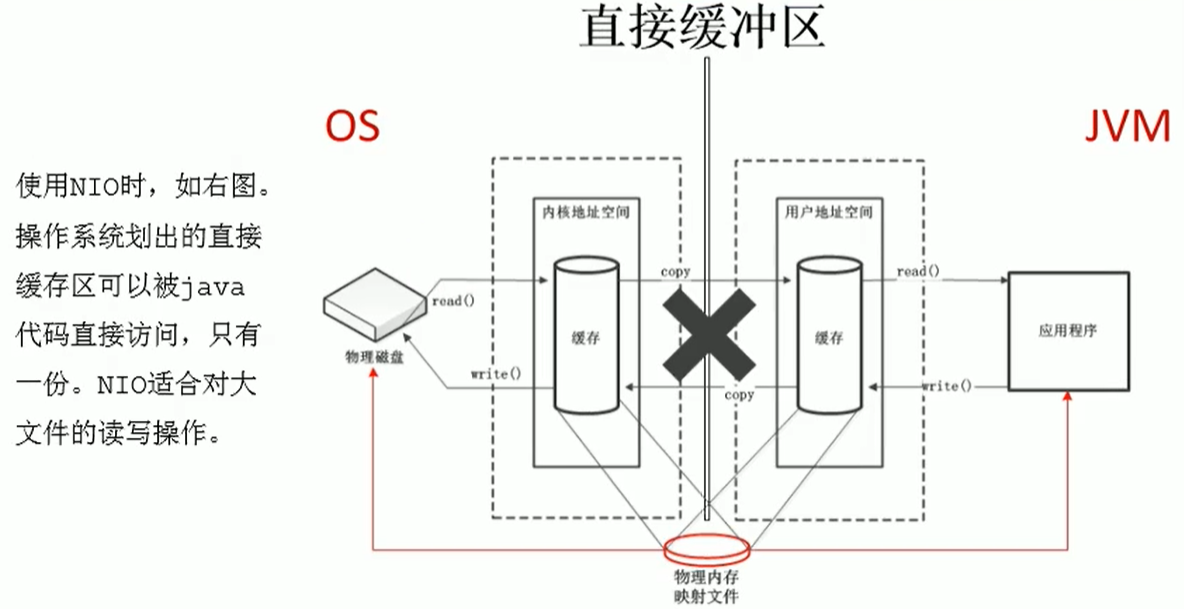 直接缓冲区
OS
JVM
使用NIO时，如右图。
操作系统划出的直接
缓存区可以被java
代码直接访问，只有
一份。NIO适合对大
文件的读写操作。
内核地址空间
用户地址空间
copy
read()
read()
缓存
缓存
应用程序
物理磁盘
write()
copy
write()
物理内存
映射文件